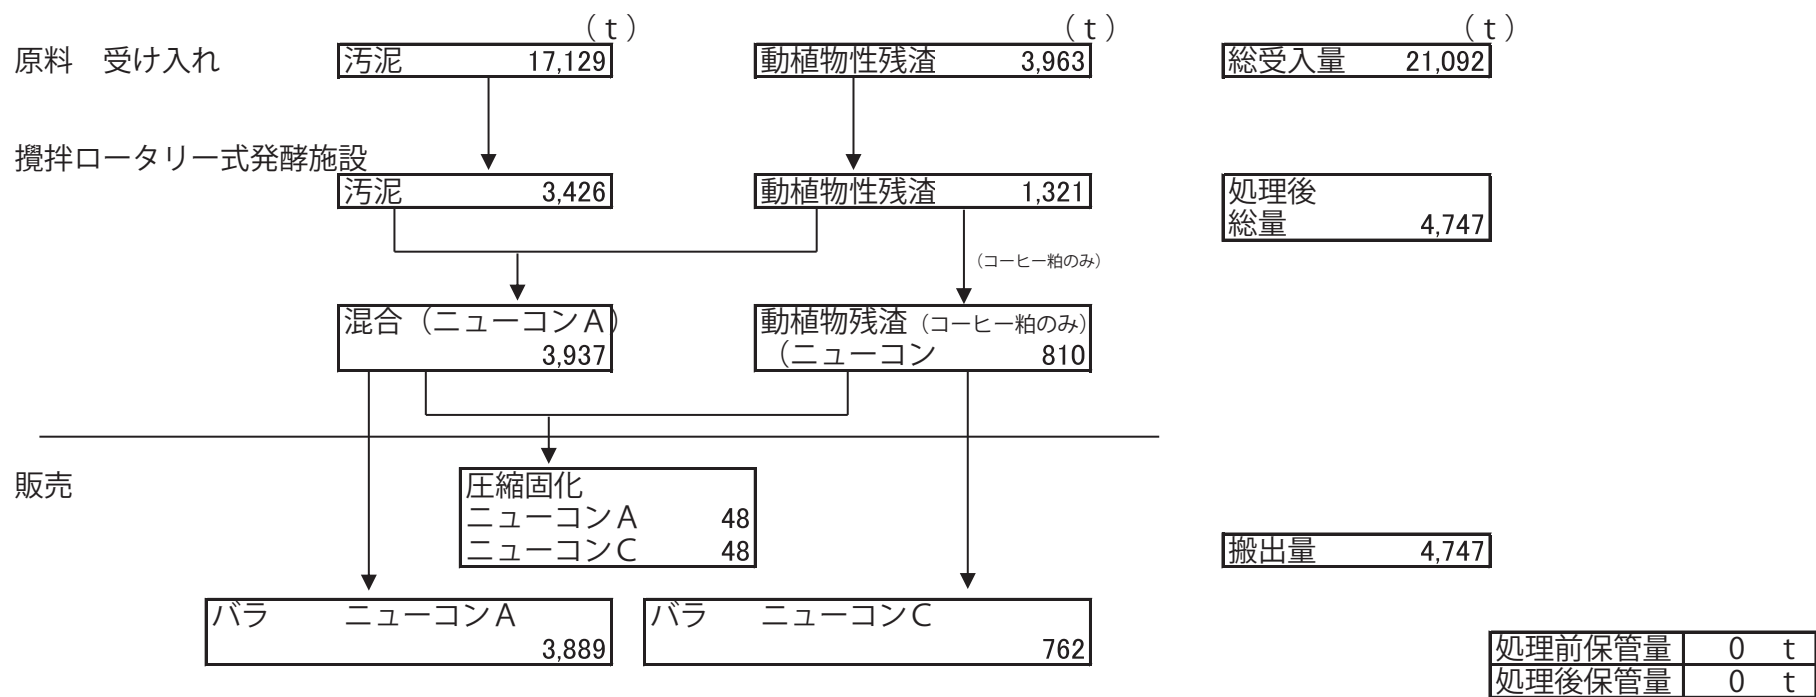 （ｔ） （ｔ） （ｔ）
原料　受け入れ 汚泥 17,129 動植物性残渣 3,963 総受入量 21,092
攪拌ロータリー式発酵施設
汚泥 3,426 動植物性残渣 1,321 処理後
総量 4,747
（コーヒー粕のみ）
混合（ニューコンＡ） 動植物残渣（コーヒー粕のみ）
3,937 （ニューコン 810
販売 圧縮固化
ニューコンＡ 48
ニューコンＣ 48 搬出量 4,747
バラ　ニューコンＡ バラ　ニューコンＣ
3,889 762
処理前保管量 0 ｔ
処理後保管量 0 ｔ